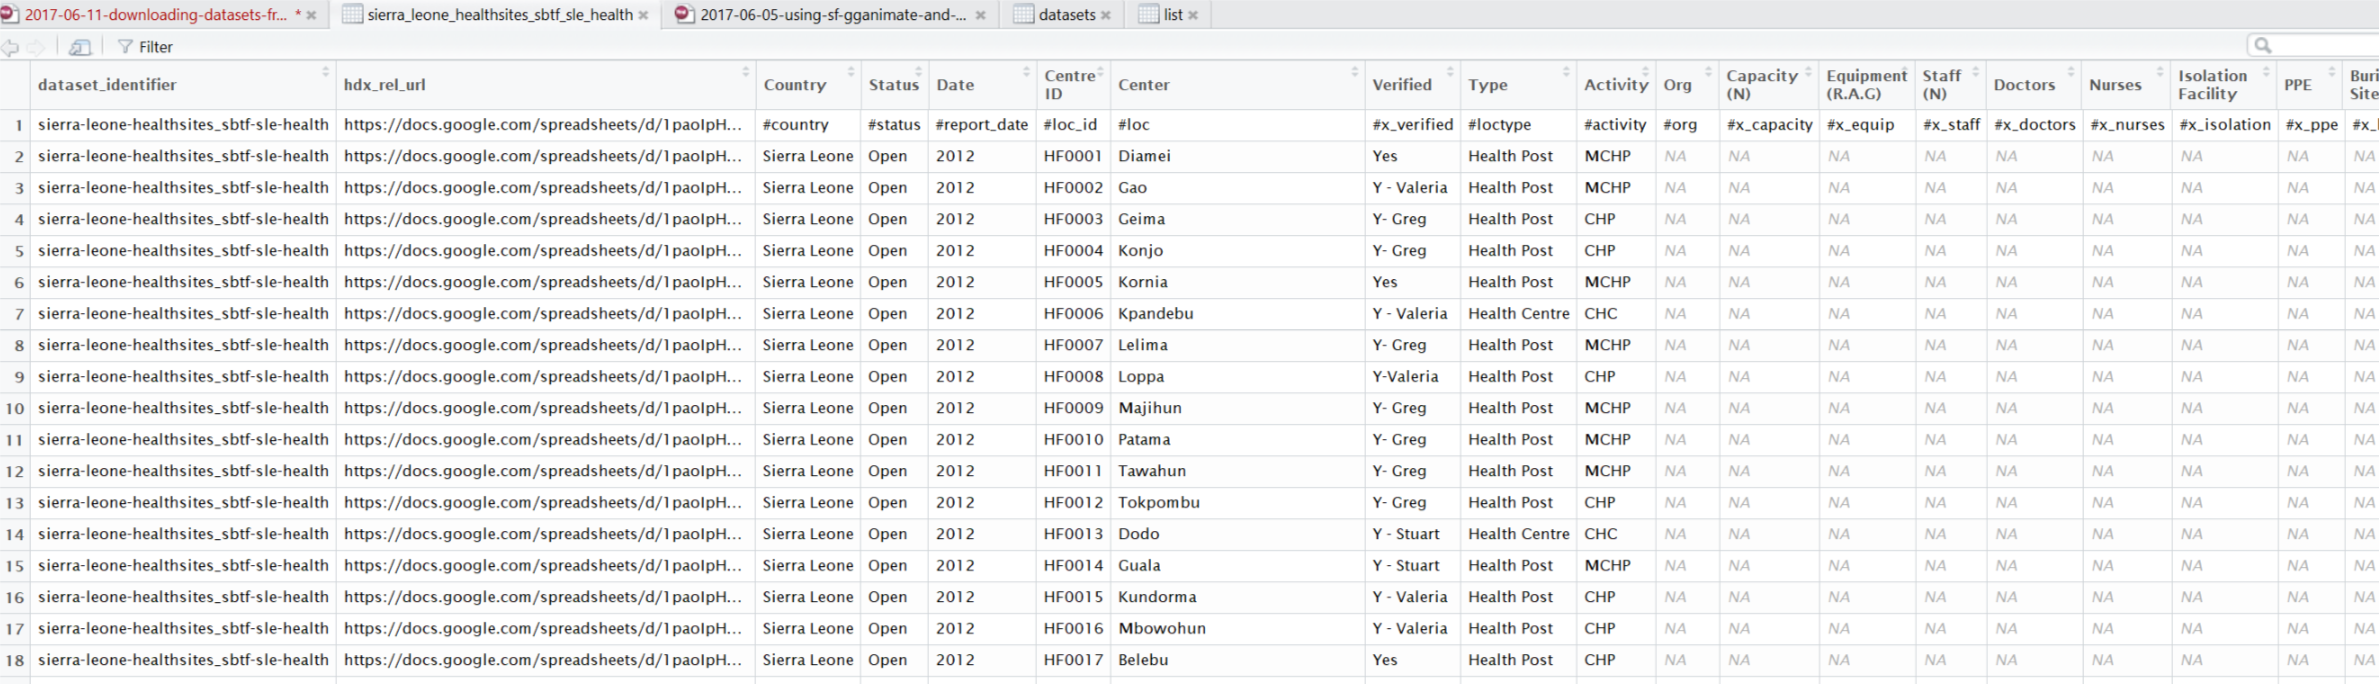 2017-06-11-downloading-datasets-fr... * sierra_leone_healthsites_sbtf_sle_health 2017-06-05-using-sf-gganimate-and-... datasets list
Filter
dataset_identifier hdx_rel_url Country Status Date Centre ID Center Verified Type Activity Org Capacity (N) Equipment (R.A.G) Staff (N) Doctors Nurses Isolation Facility PPE Buri Site
1 sierra-leone-healthsites_sbtf-sle-health https://docs.google.com/spreadsheets/d/1paoIpH... #country #status #report_date #loc_id #loc #x_verified #loctype #activity #org #x_capacity #x_equip #x_staff #x_doctors #x_nurses #x_isolation #x_ppe #x_l
2 sierra-leone-healthsites_sbtf-sle-health https://docs.google.com/spreadsheets/d/1paoIpH... Sierra Leone Open 2012 HF0001 Diamei Yes Health Post MCHP NA NA NA NA NA NA NA NA NA
3 sierra-leone-healthsites_sbtf-sle-health https://docs.google.com/spreadsheets/d/1paoIpH... Sierra Leone Open 2012 HF0002 Gao Y - Valeria Health Post MCHP NA NA NA NA NA NA NA NA NA
4 sierra-leone-healthsites_sbtf-sle-health https://docs.google.com/spreadsheets/d/1paoIpH... Sierra Leone Open 2012 HF0003 Geima Y- Greg Health Post CHP NA NA NA NA NA NA NA NA NA
5 sierra-leone-healthsites_sbtf-sle-health https://docs.google.com/spreadsheets/d/1paoIpH... Sierra Leone Open 2012 HF0004 Konjo Y- Greg Health Post CHP NA NA NA NA NA NA NA NA NA
6 sierra-leone-healthsites_sbtf-sle-health https://docs.google.com/spreadsheets/d/1paoIpH... Sierra Leone Open 2012 HF0005 Kornia Yes Health Post MCHP NA NA NA NA NA NA NA NA NA
7 sierra-leone-healthsites_sbtf-sle-health https://docs.google.com/spreadsheets/d/1paoIpH... Sierra Leone Open 2012 HF0006 Kpandebu Y - Valeria Health Centre CHC NA NA NA NA NA NA NA NA NA
8 sierra-leone-healthsites_sbtf-sle-health https://docs.google.com/spreadsheets/d/1paoIpH... Sierra Leone Open 2012 HF0007 Lelima Y- Greg Health Post MCHP NA NA NA NA NA NA NA NA NA
9 sierra-leone-healthsites_sbtf-sle-health https://docs.google.com/spreadsheets/d/1paoIpH... Sierra Leone Open 2012 HF0008 Loppa Y-Valeria Health Post CHP NA NA NA NA NA NA NA NA NA
10 sierra-leone-healthsites_sbtf-sle-health https://docs.google.com/spreadsheets/d/1paoIpH... Sierra Leone Open 2012 HF0009 Majihun Y- Greg Health Post MCHP NA NA NA NA NA NA NA NA NA
11 sierra-leone-healthsites_sbtf-sle-health https://docs.google.com/spreadsheets/d/1paoIpH... Sierra Leone Open 2012 HF0010 Patama Y- Greg Health Post MCHP NA NA NA NA NA NA NA NA NA
12 sierra-leone-healthsites_sbtf-sle-health https://docs.google.com/spreadsheets/d/1paoIpH... Sierra Leone Open 2012 HF0011 Tawahun Y- Greg Health Post MCHP NA NA NA NA NA NA NA NA NA
13 sierra-leone-healthsites_sbtf-sle-health https://docs.google.com/spreadsheets/d/1paoIpH... Sierra Leone Open 2012 HF0012 Tokpombu Y- Greg Health Post CHP NA NA NA NA NA NA NA NA NA
14 sierra-leone-healthsites_sbtf-sle-health https://docs.google.com/spreadsheets/d/1paoIpH... Sierra Leone Open 2012 HF0013 Dodo Y - Stuart Health Centre CHC NA NA NA NA NA NA NA NA NA
15 sierra-leone-healthsites_sbtf-sle-health https://docs.google.com/spreadsheets/d/1paoIpH... Sierra Leone Open 2012 HF0014 Guala Y - Stuart Health Post MCHP NA NA NA NA NA NA NA NA NA
16 sierra-leone-healthsites_sbtf-sle-health https://docs.google.com/spreadsheets/d/1paoIpH... Sierra Leone Open 2012 HF0015 Kundorma Y - Valeria Health Post CHP NA NA NA NA NA NA NA NA NA
17 sierra-leone-healthsites_sbtf-sle-health https://docs.google.com/spreadsheets/d/1paoIpH... Sierra Leone Open 2012 HF0016 Mbowohun Y - Valeria Health Post CHP NA NA NA NA NA NA NA NA NA
18 sierra-leone-healthsites_sbtf-sle-health https://docs.google.com/spreadsheets/d/1paoIpH... Sierra Leone Open 2012 HF0017 Belebu Yes Health Post CHP NA NA NA NA NA NA NA NA NA